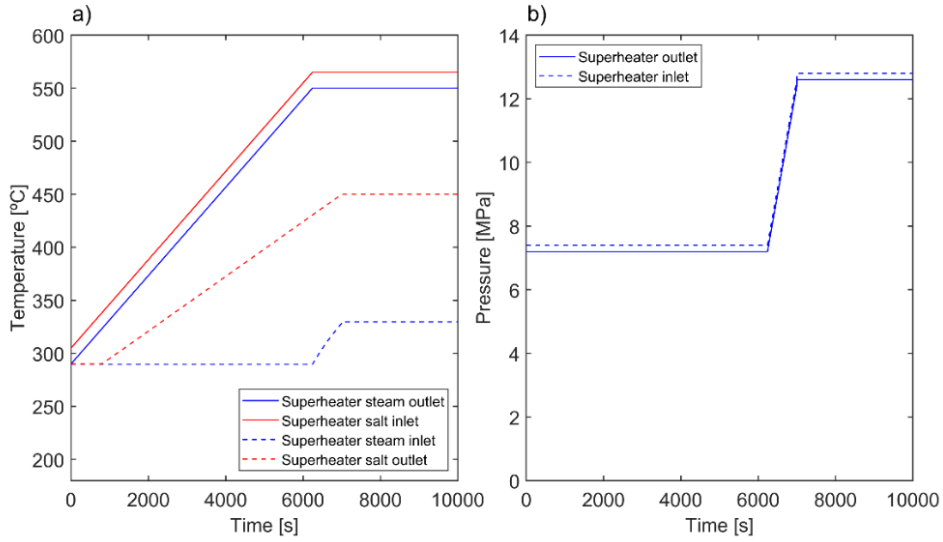 a)
600
550
500
450
400
350
300
250
200
Temperature [ºC]
Superheater steam outlet
Superheater salt inlet
Superheater steam inlet
Superheater salt outlet
0 2000 4000 6000 8000 10000
Time [s]
b)
14
12
10
8
6
4
2
0
Pressure [MPa]
Superheater outlet
Superheater inlet
0 2000 4000 6000 8000 10000
Time [s]